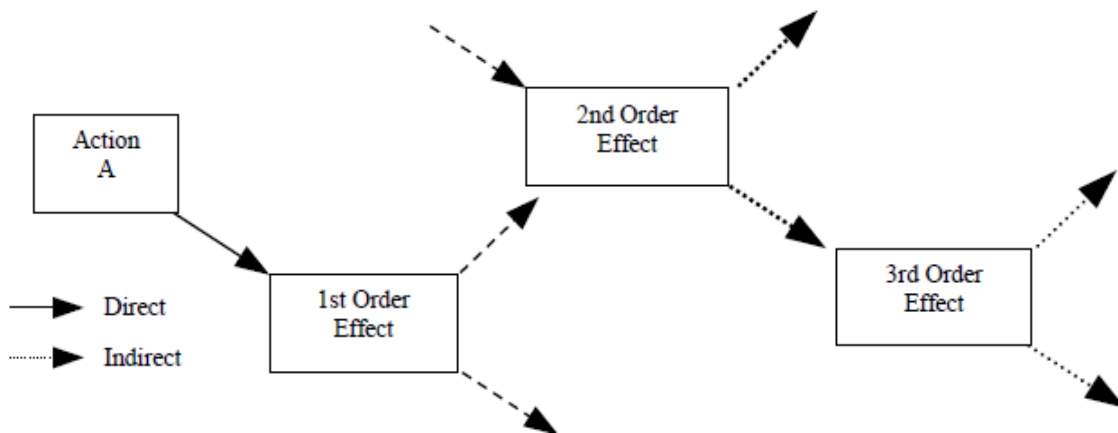 Action
A
1st Order
Effect
2nd Order
Effect
3rd Order
Effect
Direct
Indirect